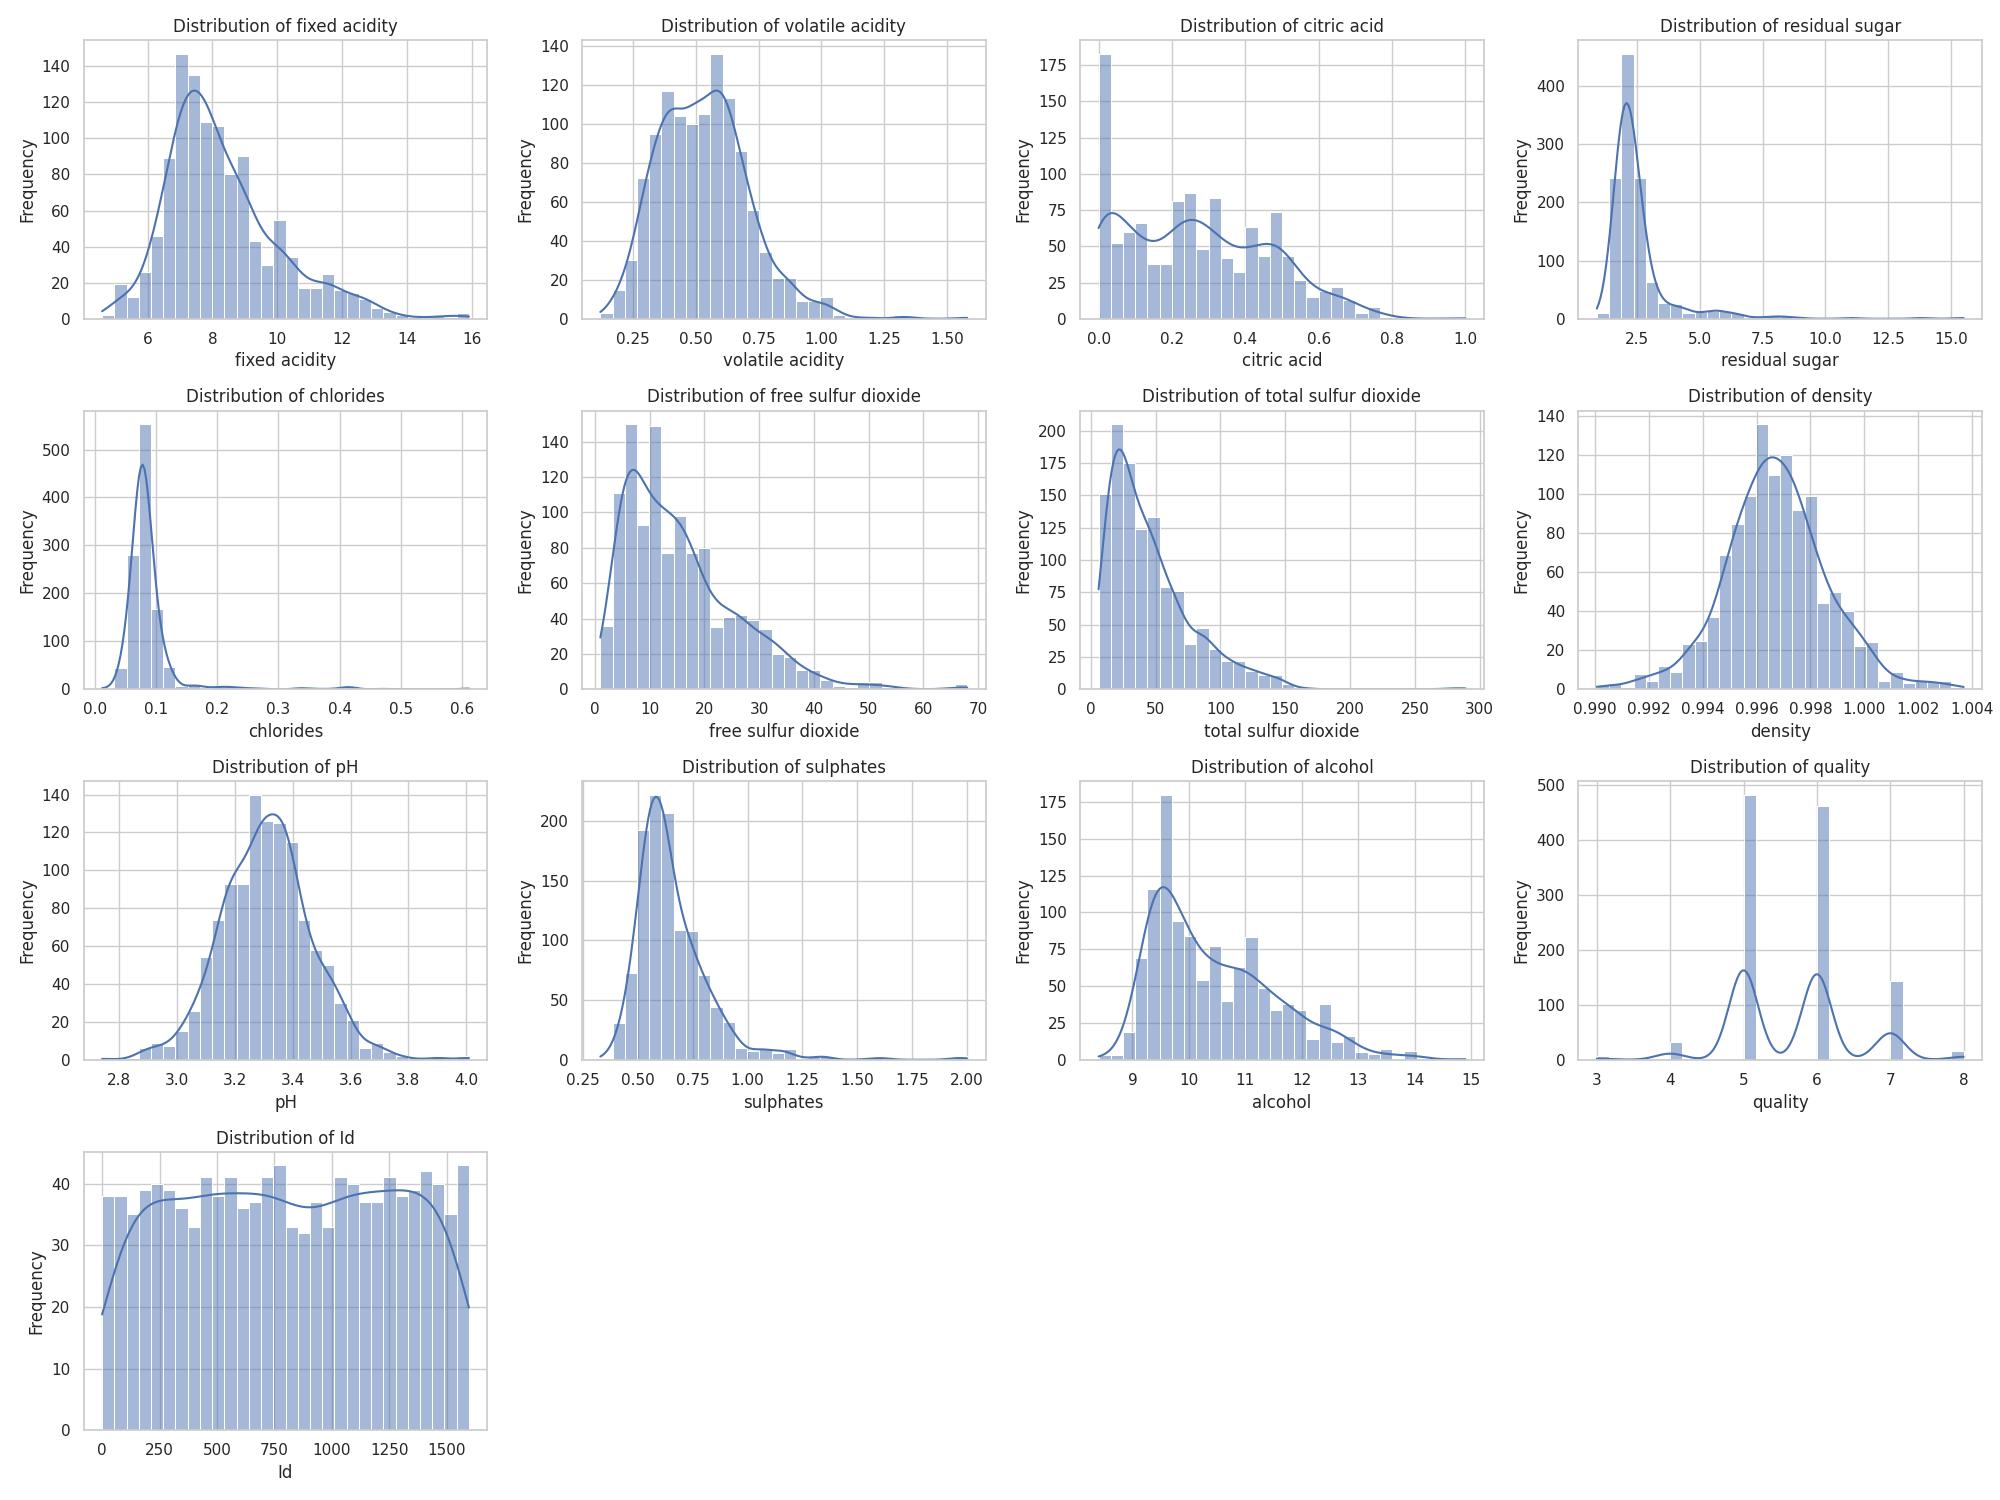 Distribution of fixed acidity
Frequency
140
120
100
80
60
40
20
0
6 8 10 12 14 16
fixed acidity
Distribution of volatile acidity
Frequency
140
120
100
80
60
40
20
0
0.25 0.50 0.75 1.00 1.25 1.50
volatile acidity
Distribution of citric acid
Frequency
175
150
125
100
75
50
25
0
0.0 0.2 0.4 0.6 0.8 1.0
citric acid
Distribution of residual sugar
Frequency
400
300
200
100
0
2.5 5.0 7.5 10.0 12.5 15.0
residual sugar
Distribution of chlorides
Frequency
500
400
300
200
100
0
0.0 0.1 0.2 0.3 0.4 0.5 0.6
chlorides
Distribution of free sulfur dioxide
Frequency
140
120
100
80
60
40
20
0
0 10 20 30 40 50 60 70
free sulfur dioxide
Distribution of total sulfur dioxide
Frequency
200
175
150
125
100
75
50
25
0
0 50 100 150 200 250 300
total sulfur dioxide
Distribution of density
Frequency
140
120
100
80
60
40
20
0
0.990 0.992 0.994 0.996 0.998 1.000 1.002 1.004
density
Distribution of pH
Frequency
140
120
100
80
60
40
20
0
2.8 3.0 3.2 3.4 3.6 3.8 4.0
pH
Distribution of sulphates
Frequency
200
150
100
50
0
0.25 0.50 0.75 1.00 1.25 1.50 1.75 2.00
sulphates
Distribution of alcohol
Frequency
175
150
125
100
75
50
25
0
9 10 11 12 13 14 15
alcohol
Distribution of quality
Frequency
500
400
300
200
100
0
3 4 5 6 7 8
quality
Distribution of Id
Frequency
40
30
20
10
0
0 250 500 750 1000 1250 1500
Id